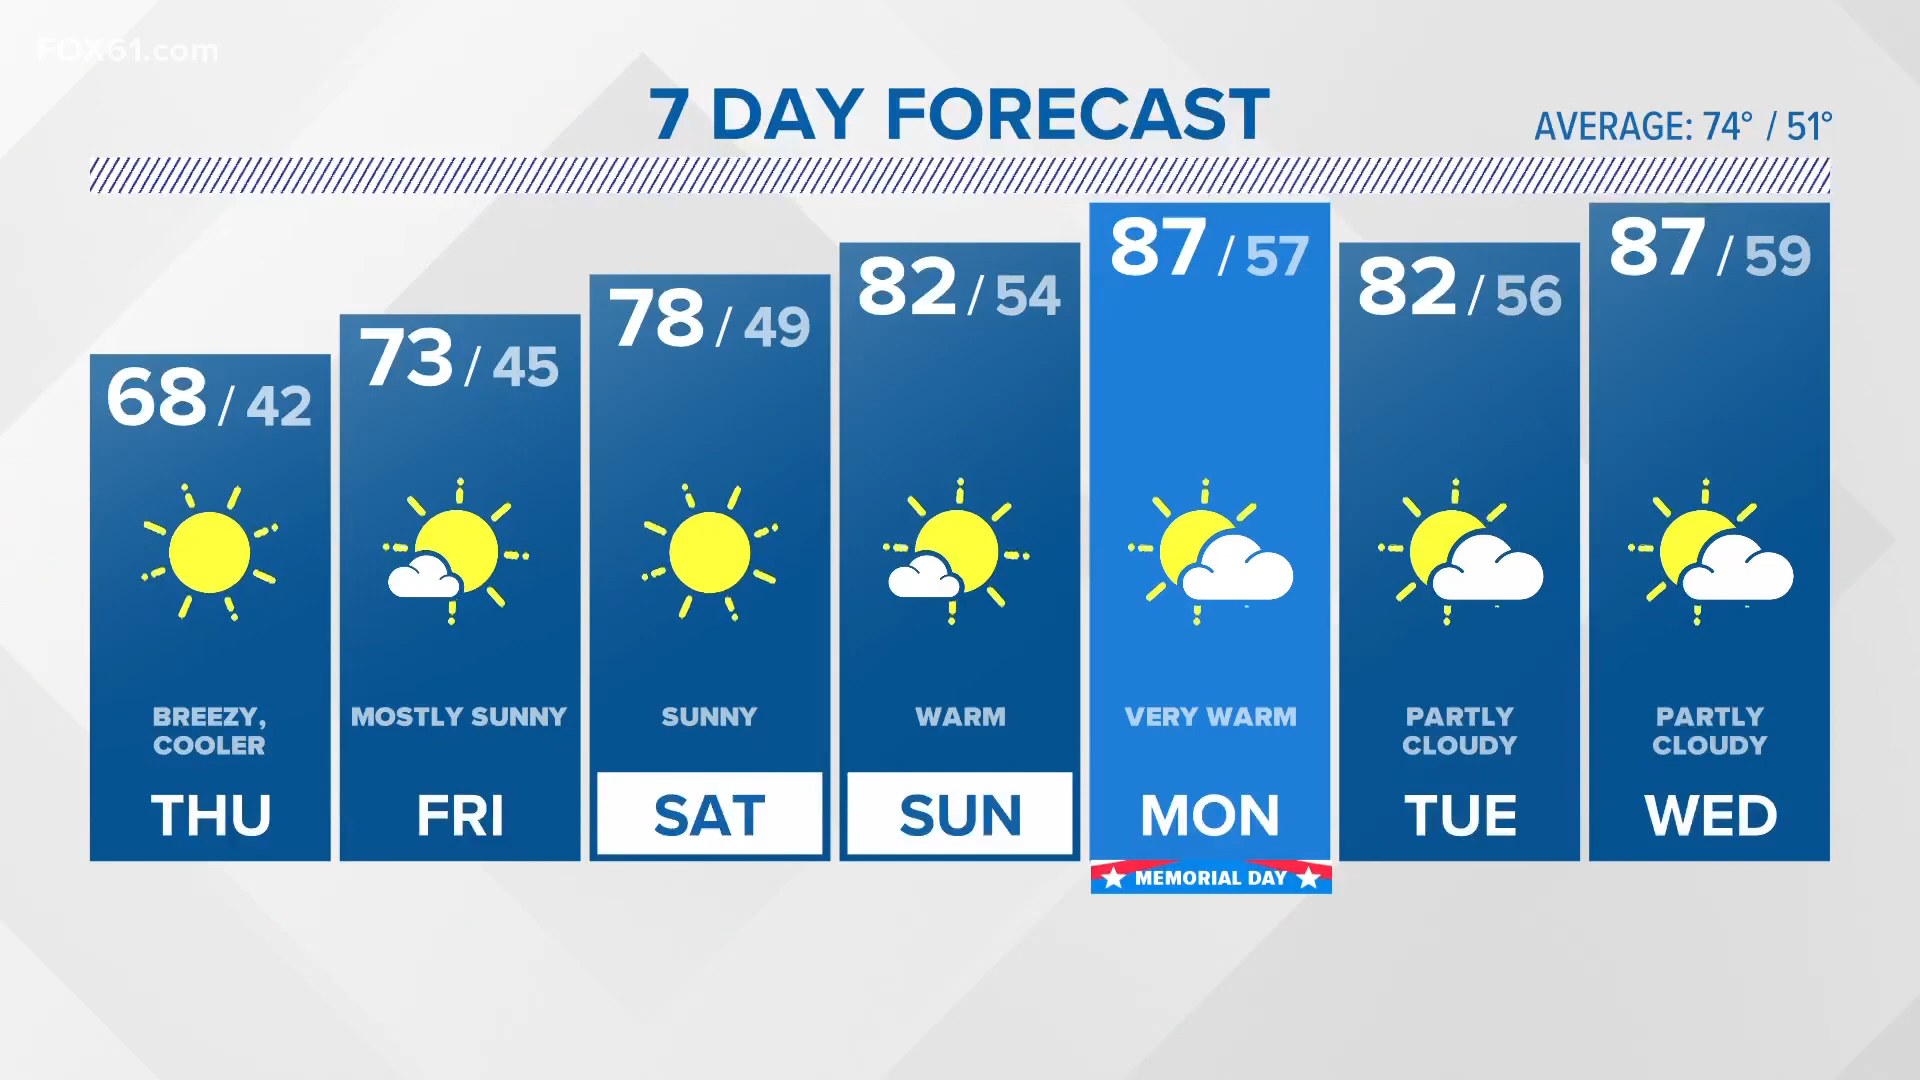 FOX61.com
7 DAY FORECAST
AVERAGE: 74° / 51°
68 / 42
BREEZY,
COOLER
THU
73 / 45
MOSTLY SUNNY
FRI
78 / 49
SUNNY
SAT
82 / 54
WARM
SUN
87 / 57
VERY WARM
MON
MEMORIAL DAY
82 / 56
PARTLY
CLOUDY
TUE
87 / 59
PARTLY
CLOUDY
WED